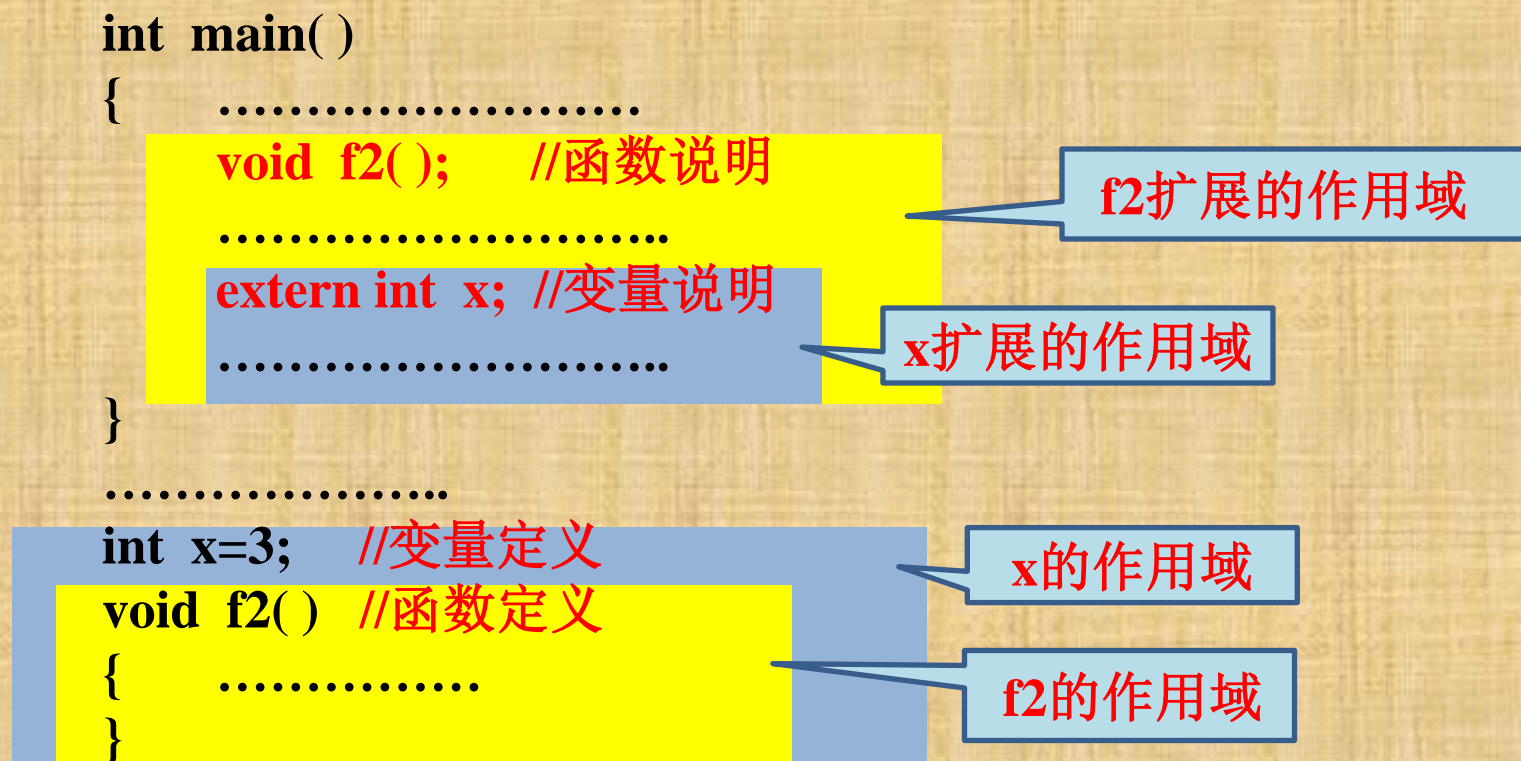 int main( )
{ ……………………
void f2( ); //函数说明
f2扩展的作用域
……………………..
extern int x; //变量说明
x扩展的作用域
……………………..
}
………………..
int x=3; //变量定义
x的作用域
void f2( ) //函数定义
{ ……………
f2的作用域
}